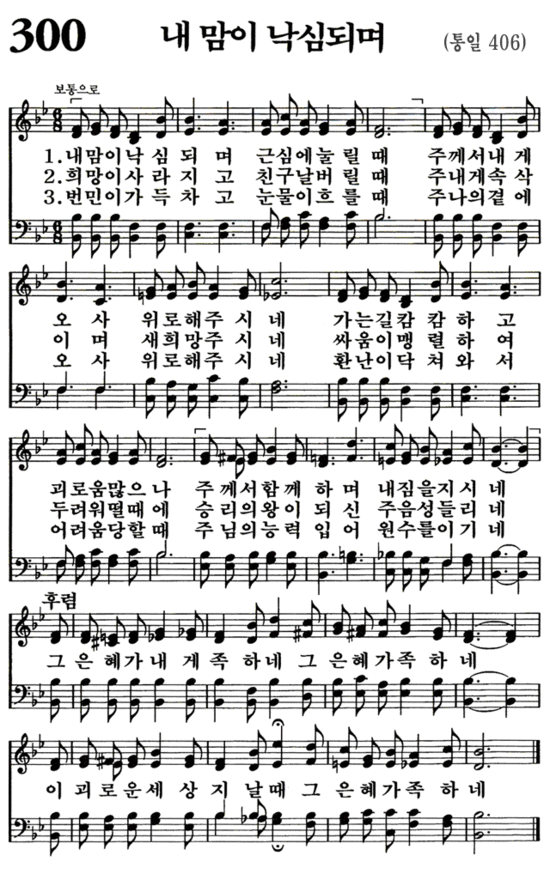 300 내 맘이 낙심되며 (통일 406)
보통으로
1.내맘이낙 심 되 며 근심에눌 릴 때 주께서내 게
2.희망이사 라 지 고 친구날버 릴 때 주내게속 삭
3.번민이가 득 차 고 눈물이흐 를 때 주나의곁 에
오 사 위로해주 시 네 가는길캄 캄 하 고
이 며 새희망주 시 네 싸움이맹 렬 하 여
오 사 위로해주 시 네 환난이닥 쳐 와 서
괴로움많으 나 주께서함께 하 며 내짐을지시 네
두려워떨때 에 승리의왕이 되 신 주음성들리 네
어려움당할 때 주님의능력 입 어 원수를이기 네
후렴
그 은 혜 가 내 게 족 하 네 그 은 혜 가 족 하 네
이 괴 로 운 세 상 지 날 때 그 은 혜 가 족 하 네